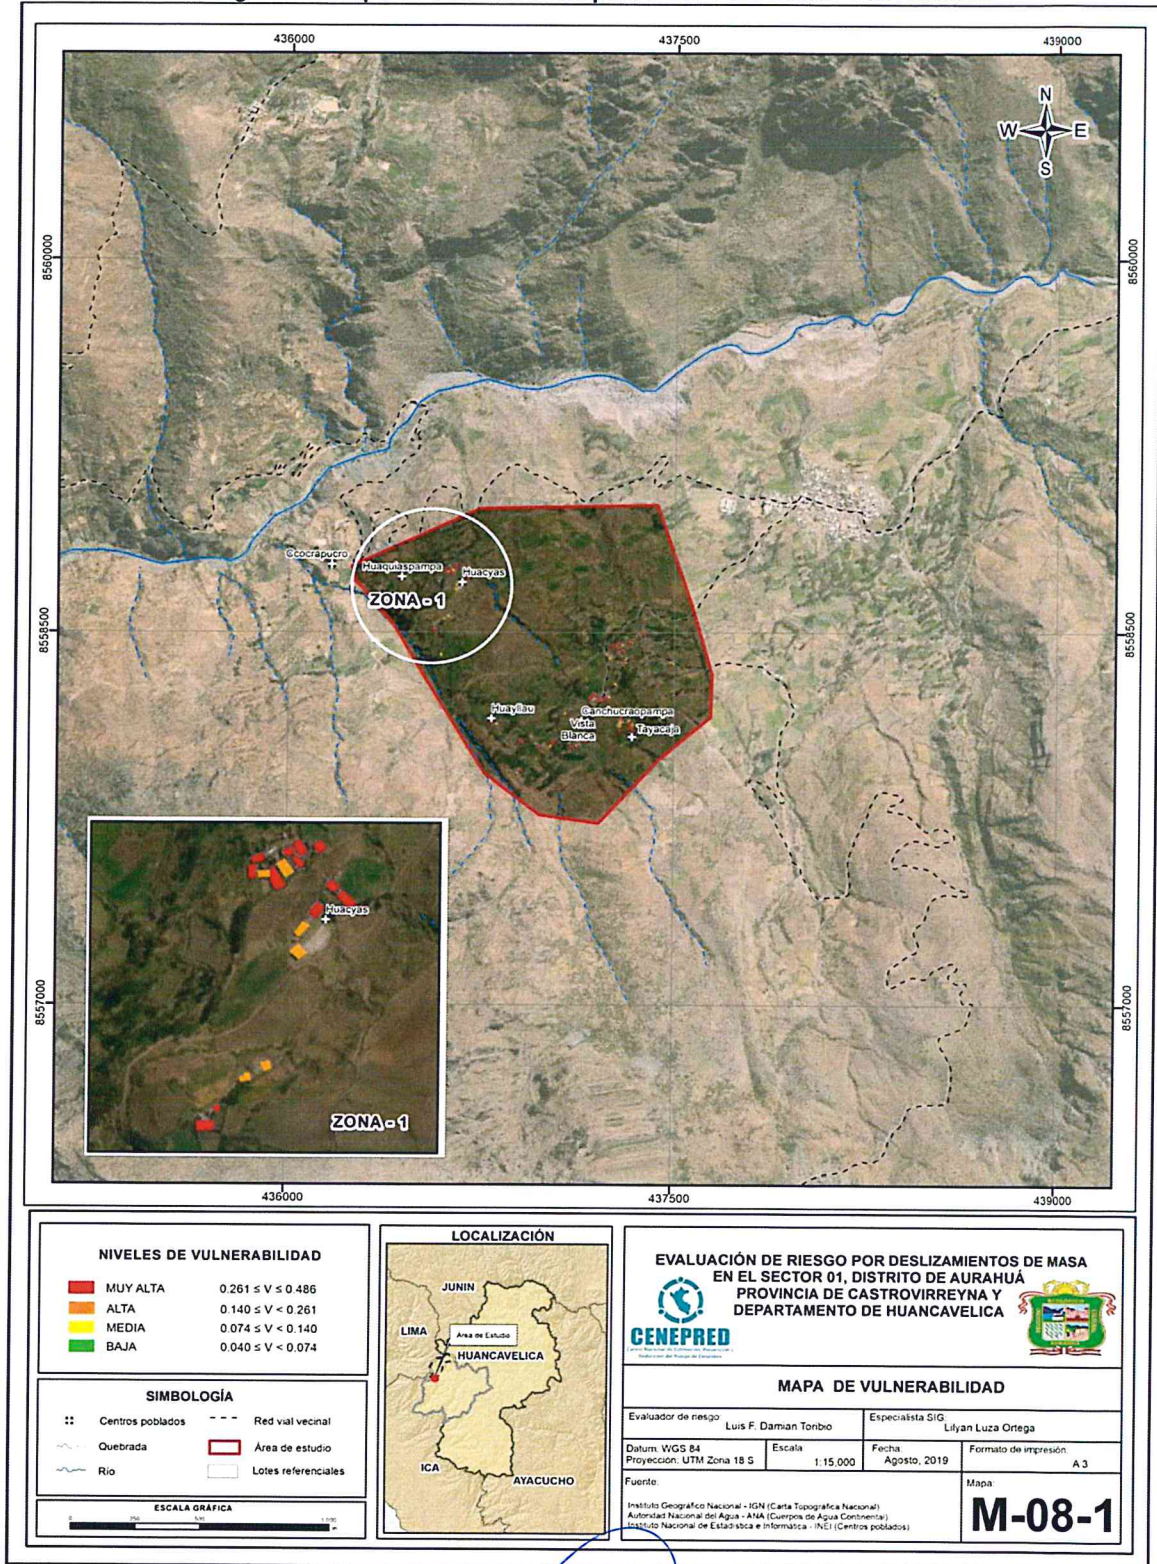 436000
437500
439000
N
W
E
S
8560000
8560000
Ccocrapucro
Huaquiaspampa
Huacyas
ZONA - 1
8558500
8558500
Huayllau
Canchucraopampa
Vista
Blanca
Tayacaja
Huacyas
ZONA - 1
8557000
8557000
436000
437500
439000
NIVELES DE VULNERABILIDAD
MUY ALTA 0.261 ≤ V ≤ 0.486
ALTA 0.140 ≤ V < 0.261
MEDIA 0.074 ≤ V < 0.140
BAJA 0.040 ≤ V < 0.074
SIMBOLOGÍA
Centros poblados
Red vial vecinal
Quebrada
Área de estudio
Río
Lotes referenciales
ESCALA GRÁFICA
LOCALIZACIÓN
JUNIN
LIMA
Área de Estudio
HUANCAVELICA
ICA
AYACUCHO
EVALUACIÓN DE RIESGO POR DESLIZAMIENTOS DE MASA
EN EL SECTOR 01, DISTRITO DE AURAHUÁ
PROVINCIA DE CASTROVIRREYNA Y
DEPARTAMENTO DE HUANCAVELICA
CENEPRED
MAPA DE VULNERABILIDAD
Evaluador de riesgo:
Luis F. Damian Toribio
Especialista SIG:
Lilyan Luza Ortega
Datum: WGS 84
Proyección: UTM Zona 18 S
Escala
1:15,000
Fecha:
Agosto, 2019
Formato de impresión:
A 3
Fuente:
Instituto Geográfico Nacional - IGN (Carta Topográfica Nacional)
Autoridad Nacional del Agua - ANA (Cuerpos de Agua Continental)
Instituto Nacional de Estadistica e Informática - INEI (Centros poblados)
Mapa:
M-08-1